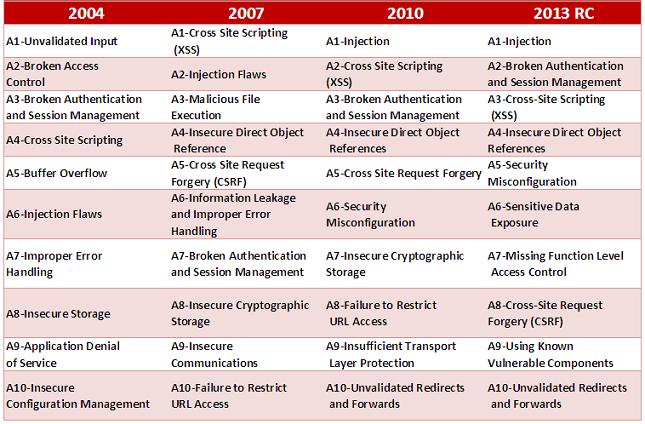 2004 2007 2010 2013 RC
A1-Unvalidated Input
A1-Cross Site Scripting
(XSS)
A1-Injection
A1-Injection
A2-Broken Access
Control
A2-Injection Flaws
A2-Cross Site Scripting
(XSS)
A2-Broken Authentication
and Session Management
A3-Broken Authentication
and Session Management
A3-Malicious File
Execution
A3-Broken Authentication
and Session Management
A3-Cross-Site Scripting
(XSS)
A4-Cross Site Scripting
A4-Insecure Direct Object
Reference
A4-Insecure Direct Object
References
A4-Insecure Direct Object
References
A5-Buffer Overflow
A5-Cross Site Request
Forgery (CSRF)
A5-Cross Site Request Forgery
A5-Security
Misconfiguration
A6-Injection Flaws
A6-Information Leakage
and Improper Error
Handling
A6-Security
Misconfiguration
A6-Sensitive Data
Exposure
A7-Improper Error
Handling
A7-Broken Authentication
and Session Management
A7-Insecure Cryptographic
Storage
A7-Missing Function Level
Access Control
A8-Insecure Storage
A8-Insecure Cryptographic
Storage
A8-Failure to Restrict
URL Access
A8-Cross-Site Request
Forgery (CSRF)
A9-Application Denial
of Service
A9-Insecure
Communications
A9-Insufficient Transport
Layer Protection
A9-Using Known
Vulnerable Components
A10-Insecure
Configuration Management
A10-Failure to Restrict
URL Access
A10-Unvalidated Redirects
and Forwards
A10-Unvalidated Redirects
and Forwards